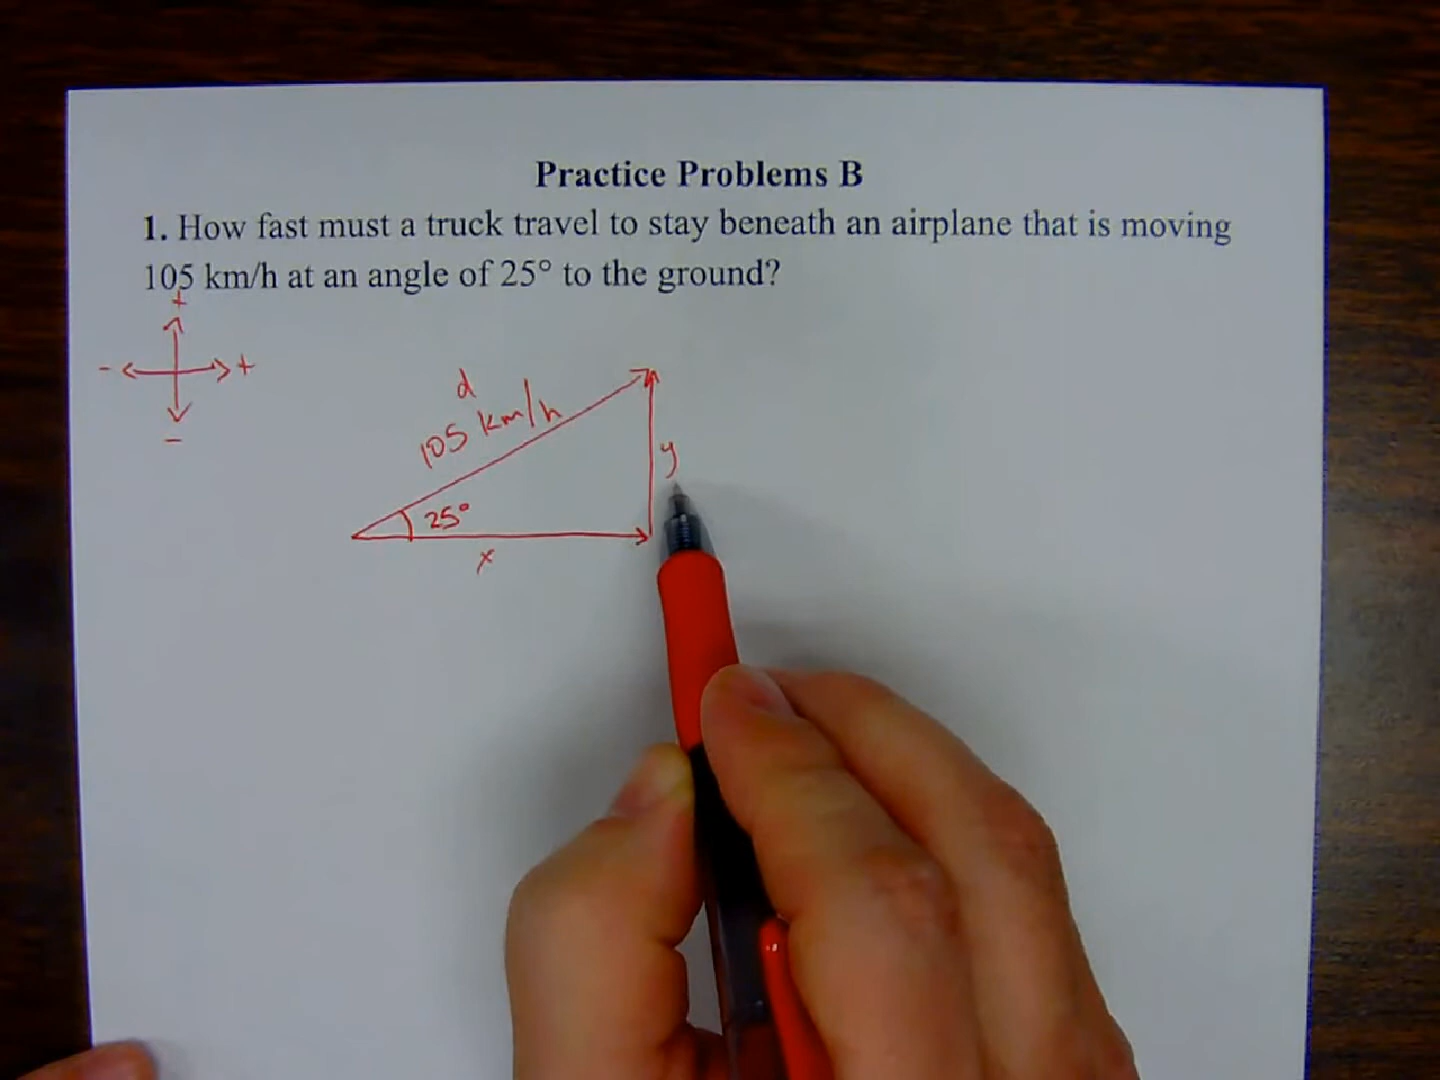 Practice Problems B
1. How fast must a truck travel to stay beneath an airplane that is moving
105 km/h at an angle of 25° to the ground?
+
- +
-
d
105 km/h
y
25°
x